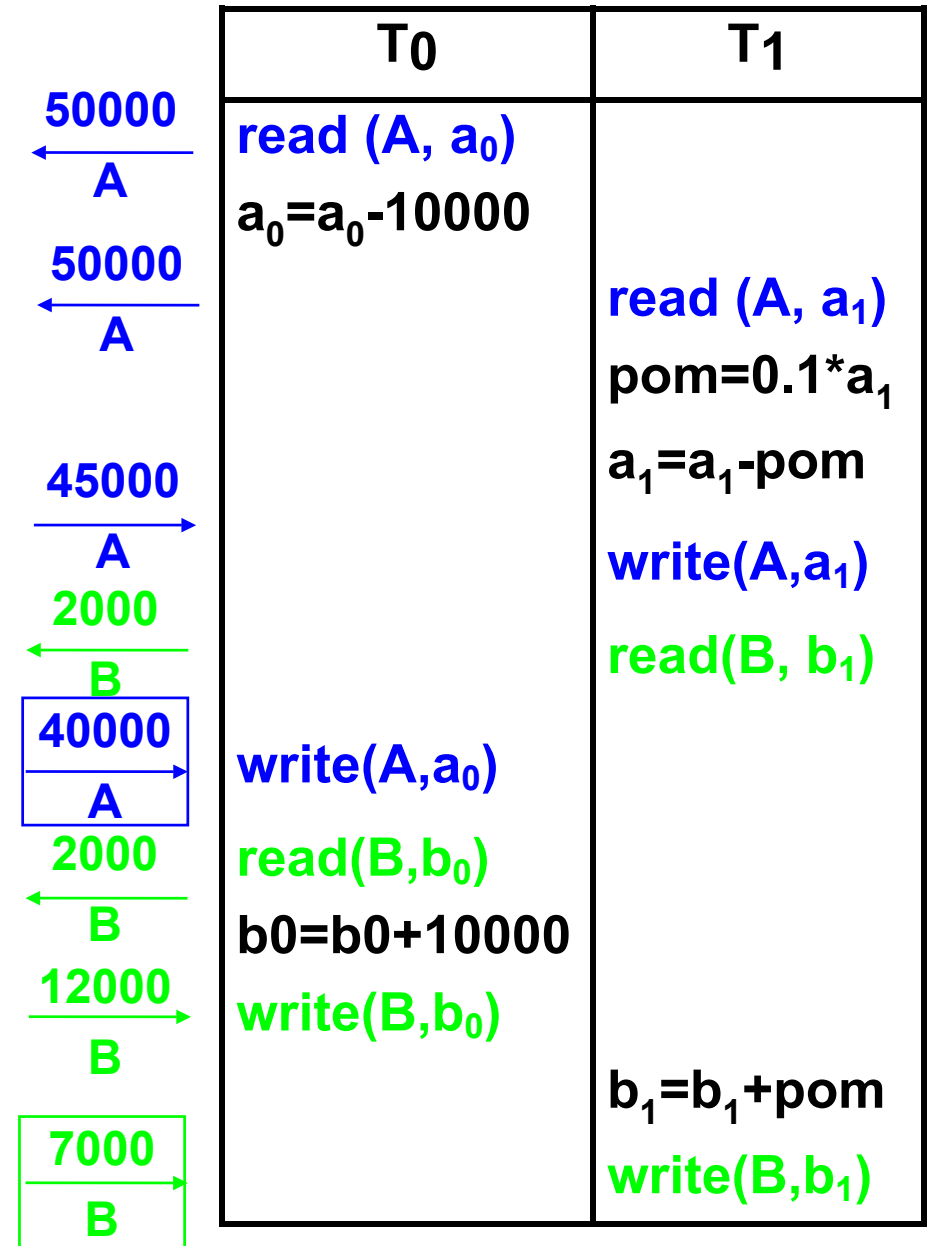 T0 T1
50000
A
read (A, a₀)
a₀=a₀-10000
50000
A
read (A, a₁)
pom=0.1*a₁
a₁=a₁-pom
45000
A
write(A,a₁)
2000
B
read(B, b₁)
40000
A
write(A,a₀)
2000
B
read(B,b₀)
b0=b0+10000
12000
B
write(B,b₀)
b₁=b₁+pom
7000
B
write(B,b₁)